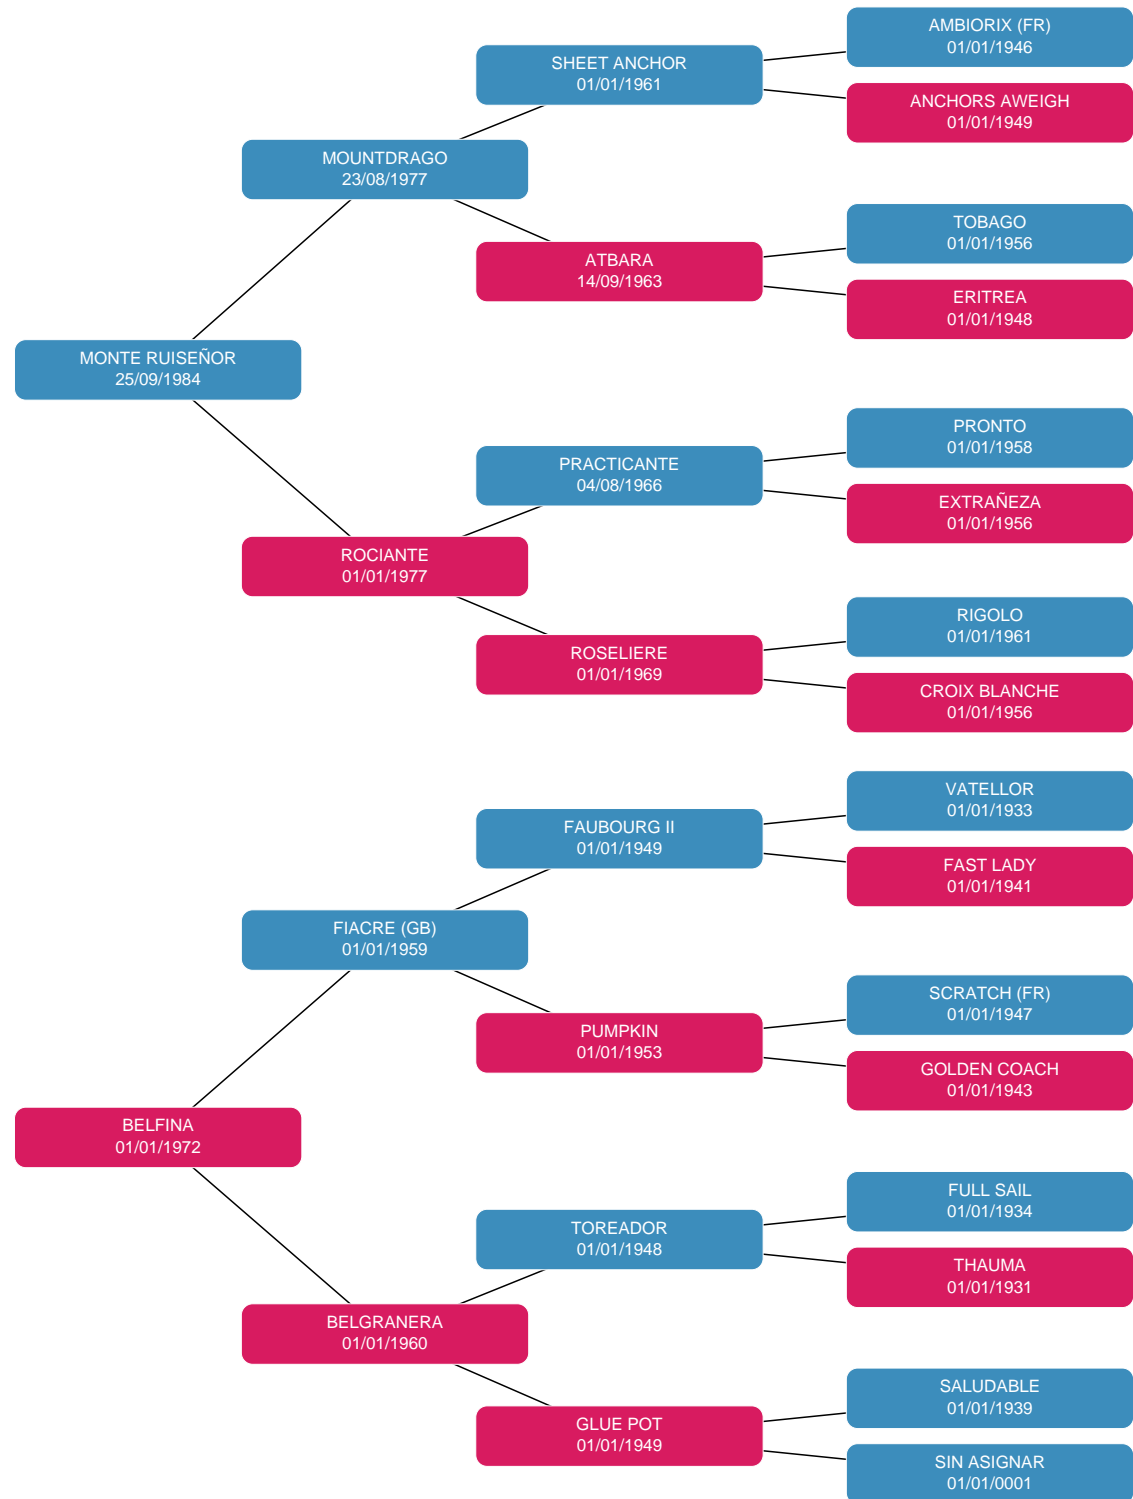 AMBIORIX (FR)
01/01/1946
SHEET ANCHOR
01/01/1961
ANCHORS AWEIGH
01/01/1949
MOUNTDRAGO
23/08/1977
TOBAGO
01/01/1956
ATBARA
14/09/1963
ERITREA
01/01/1948
MONTE RUISEÑOR
25/09/1984
PRONTO
01/01/1958
PRACTICANTE
04/08/1966
EXTRAÑEZA
01/01/1956
ROCIANTE
01/01/1977
RIGOLO
01/01/1961
ROSELIERE
01/01/1969
CROIX BLANCHE
01/01/1956
VATELLOR
01/01/1933
FAUBOURG II
01/01/1949
FAST LADY
01/01/1941
FIACRE (GB)
01/01/1959
SCRATCH (FR)
01/01/1947
PUMPKIN
01/01/1953
GOLDEN COACH
01/01/1943
BELFINA
01/01/1972
FULL SAIL
01/01/1934
TOREADOR
01/01/1948
THAUMA
01/01/1931
BELGRANERA
01/01/1960
SALUDABLE
01/01/1939
GLUE POT
01/01/1949
SIN ASIGNAR
01/01/0001